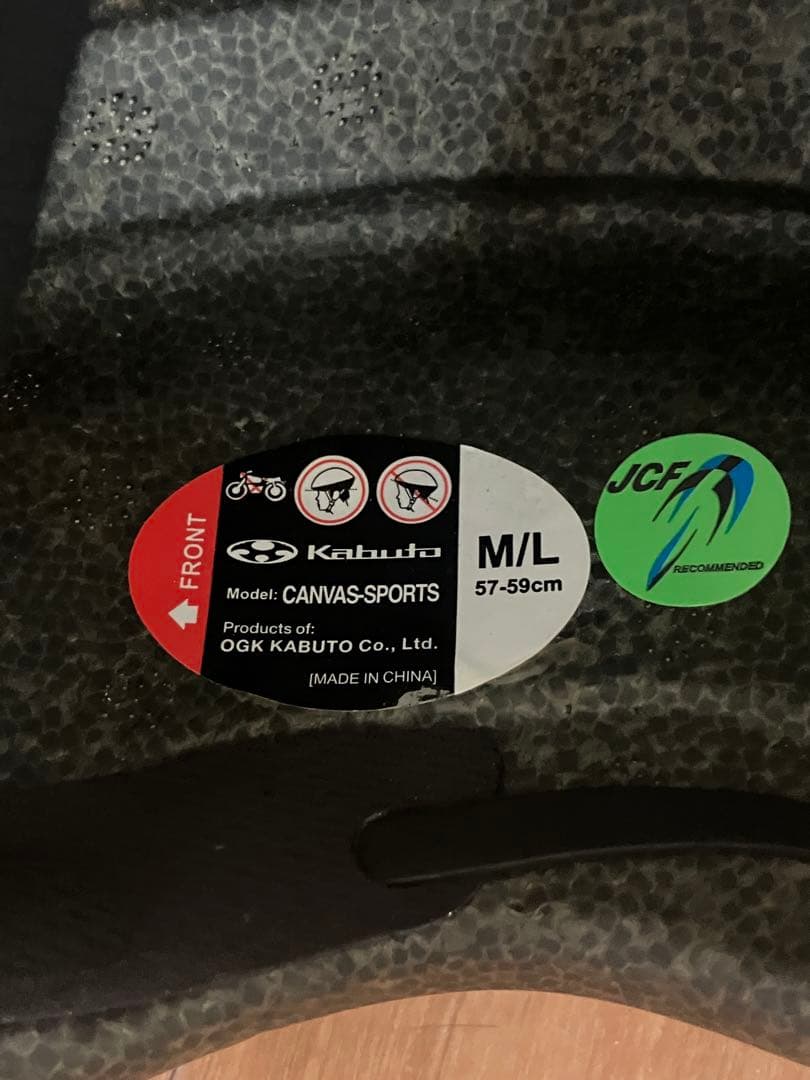 FRONT
Kabuto
Model: CANVAS-SPORTS
Products of:
OGK KABUTO Co., Ltd.
[MADE IN CHINA]
M/L
57-59cm
JCF
RECOMMENDED